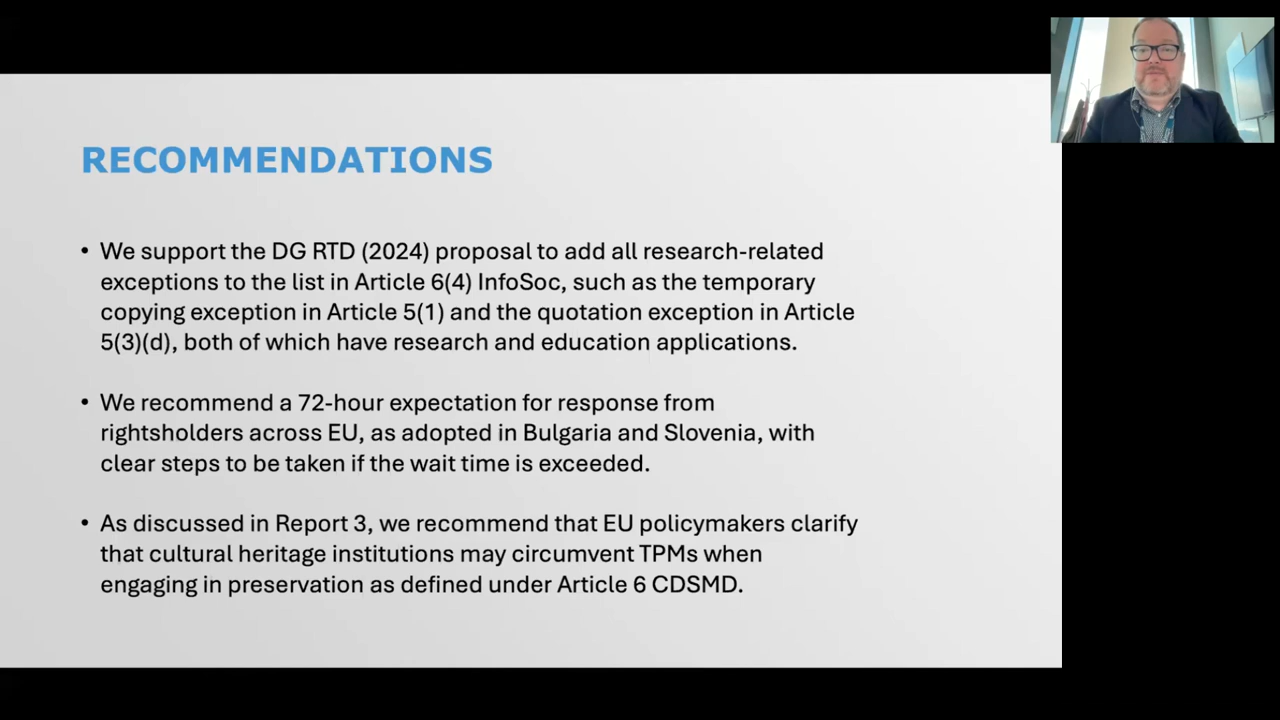 RECOMMENDATIONS
• We support the DG RTD (2024) proposal to add all research-related
exceptions to the list in Article 6(4) InfoSoc, such as the temporary
copying exception in Article 5(1) and the quotation exception in Article
5(3)(d), both of which have research and education applications.
• We recommend a 72-hour expectation for response from
rightsholders across EU, as adopted in Bulgaria and Slovenia, with
clear steps to be taken if the wait time is exceeded.
• As discussed in Report 3, we recommend that EU policymakers clarify
that cultural heritage institutions may circumvent TPMs when
engaging in preservation as defined under Article 6 CDSMD.